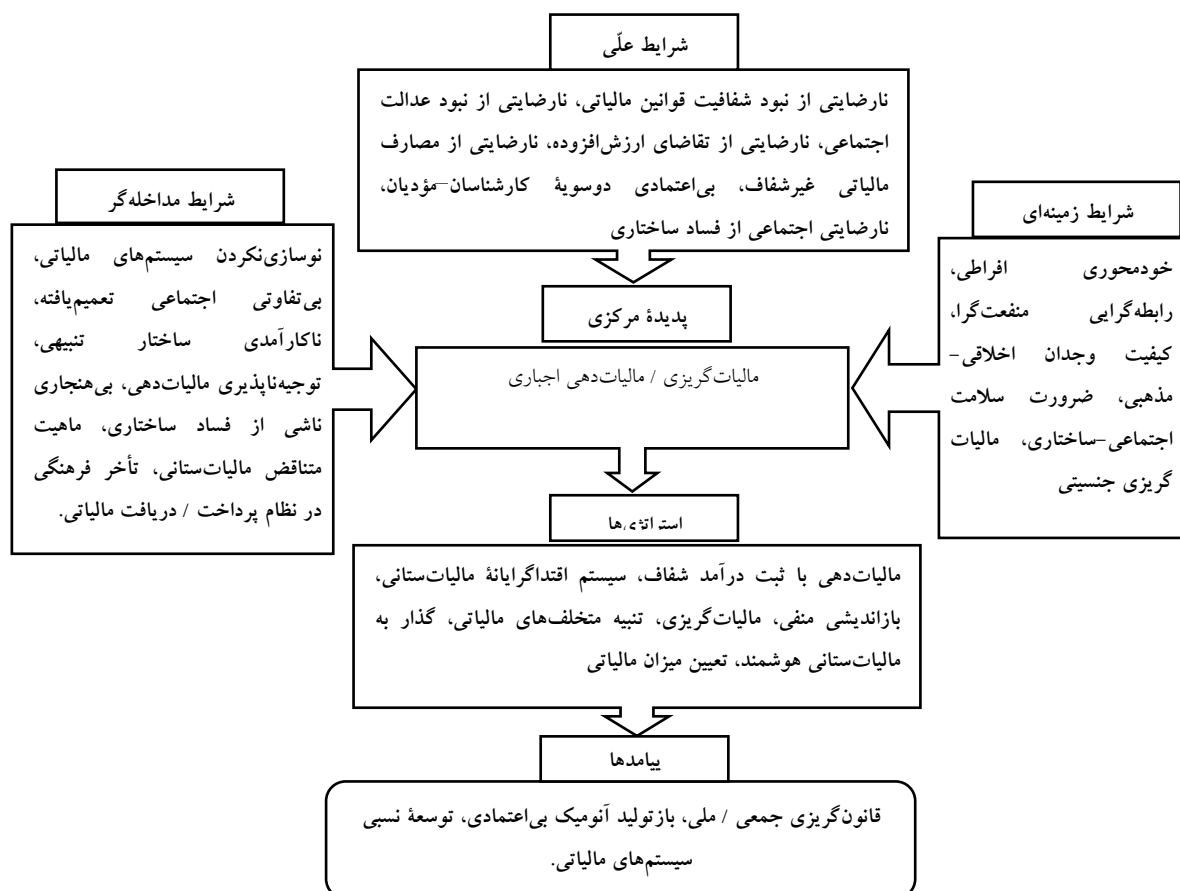 شرایط علّی
نارضایتی از نبود شفافیت قوانین مالیاتی، نارضایتی از نبود عدالت
اجتماعی، نارضایتی از تقاضای ارزش‌افزوده، نارضایتی از مصارف
مالیاتی غیرشفاف، بی‌اعتمادی دوسویۀ کارشناسان–مؤدیان،
نارضایتی اجتماعی از فساد ساختاری
شرایط زمینه‌ای
خودمحوری افراطی،
رابطه‌گرایی منفعت‌گرا،
کیفیت وجدان اخلاقی–
مذهبی، ضرورت سلامت
اجتماعی–ساختاری، مالیات
گریزی جنسیتی
شرایط مداخله‌گر
نوسازی‌نکردن سیستم‌های مالیاتی،
بی‌تفاوتی اجتماعی تعمیم‌یافته،
ناکارآمدی ساختار تنبیهی،
توجیه‌ناپذیری مالیات‌دهی، بی‌هنجاری
ناشی از فساد ساختاری، ماهیت
متناقض مالیات‌ستانی، تأخر فرهنگی
در نظام پرداخت / دریافت مالیاتی.
پدیدۀ مرکزی
مالیات‌گریزی / مالیات‌دهی اجباری
استراتژی‌ها
مالیات‌دهی با ثبت درآمد شفاف، سیستم اقتداگرایانۀ مالیات‌ستانی،
بازاندیشی منفی، مالیات‌گریزی، تنبیه متخلف‌های مالیاتی، گذار به
مالیات‌ستانی هوشمند، تعیین میزان مالیاتی
پیامدها
قانون‌گریزی جمعی / ملی، بازتولید آنومیک بی‌اعتمادی، توسعۀ نسبی
سیستم‌های مالیاتی.